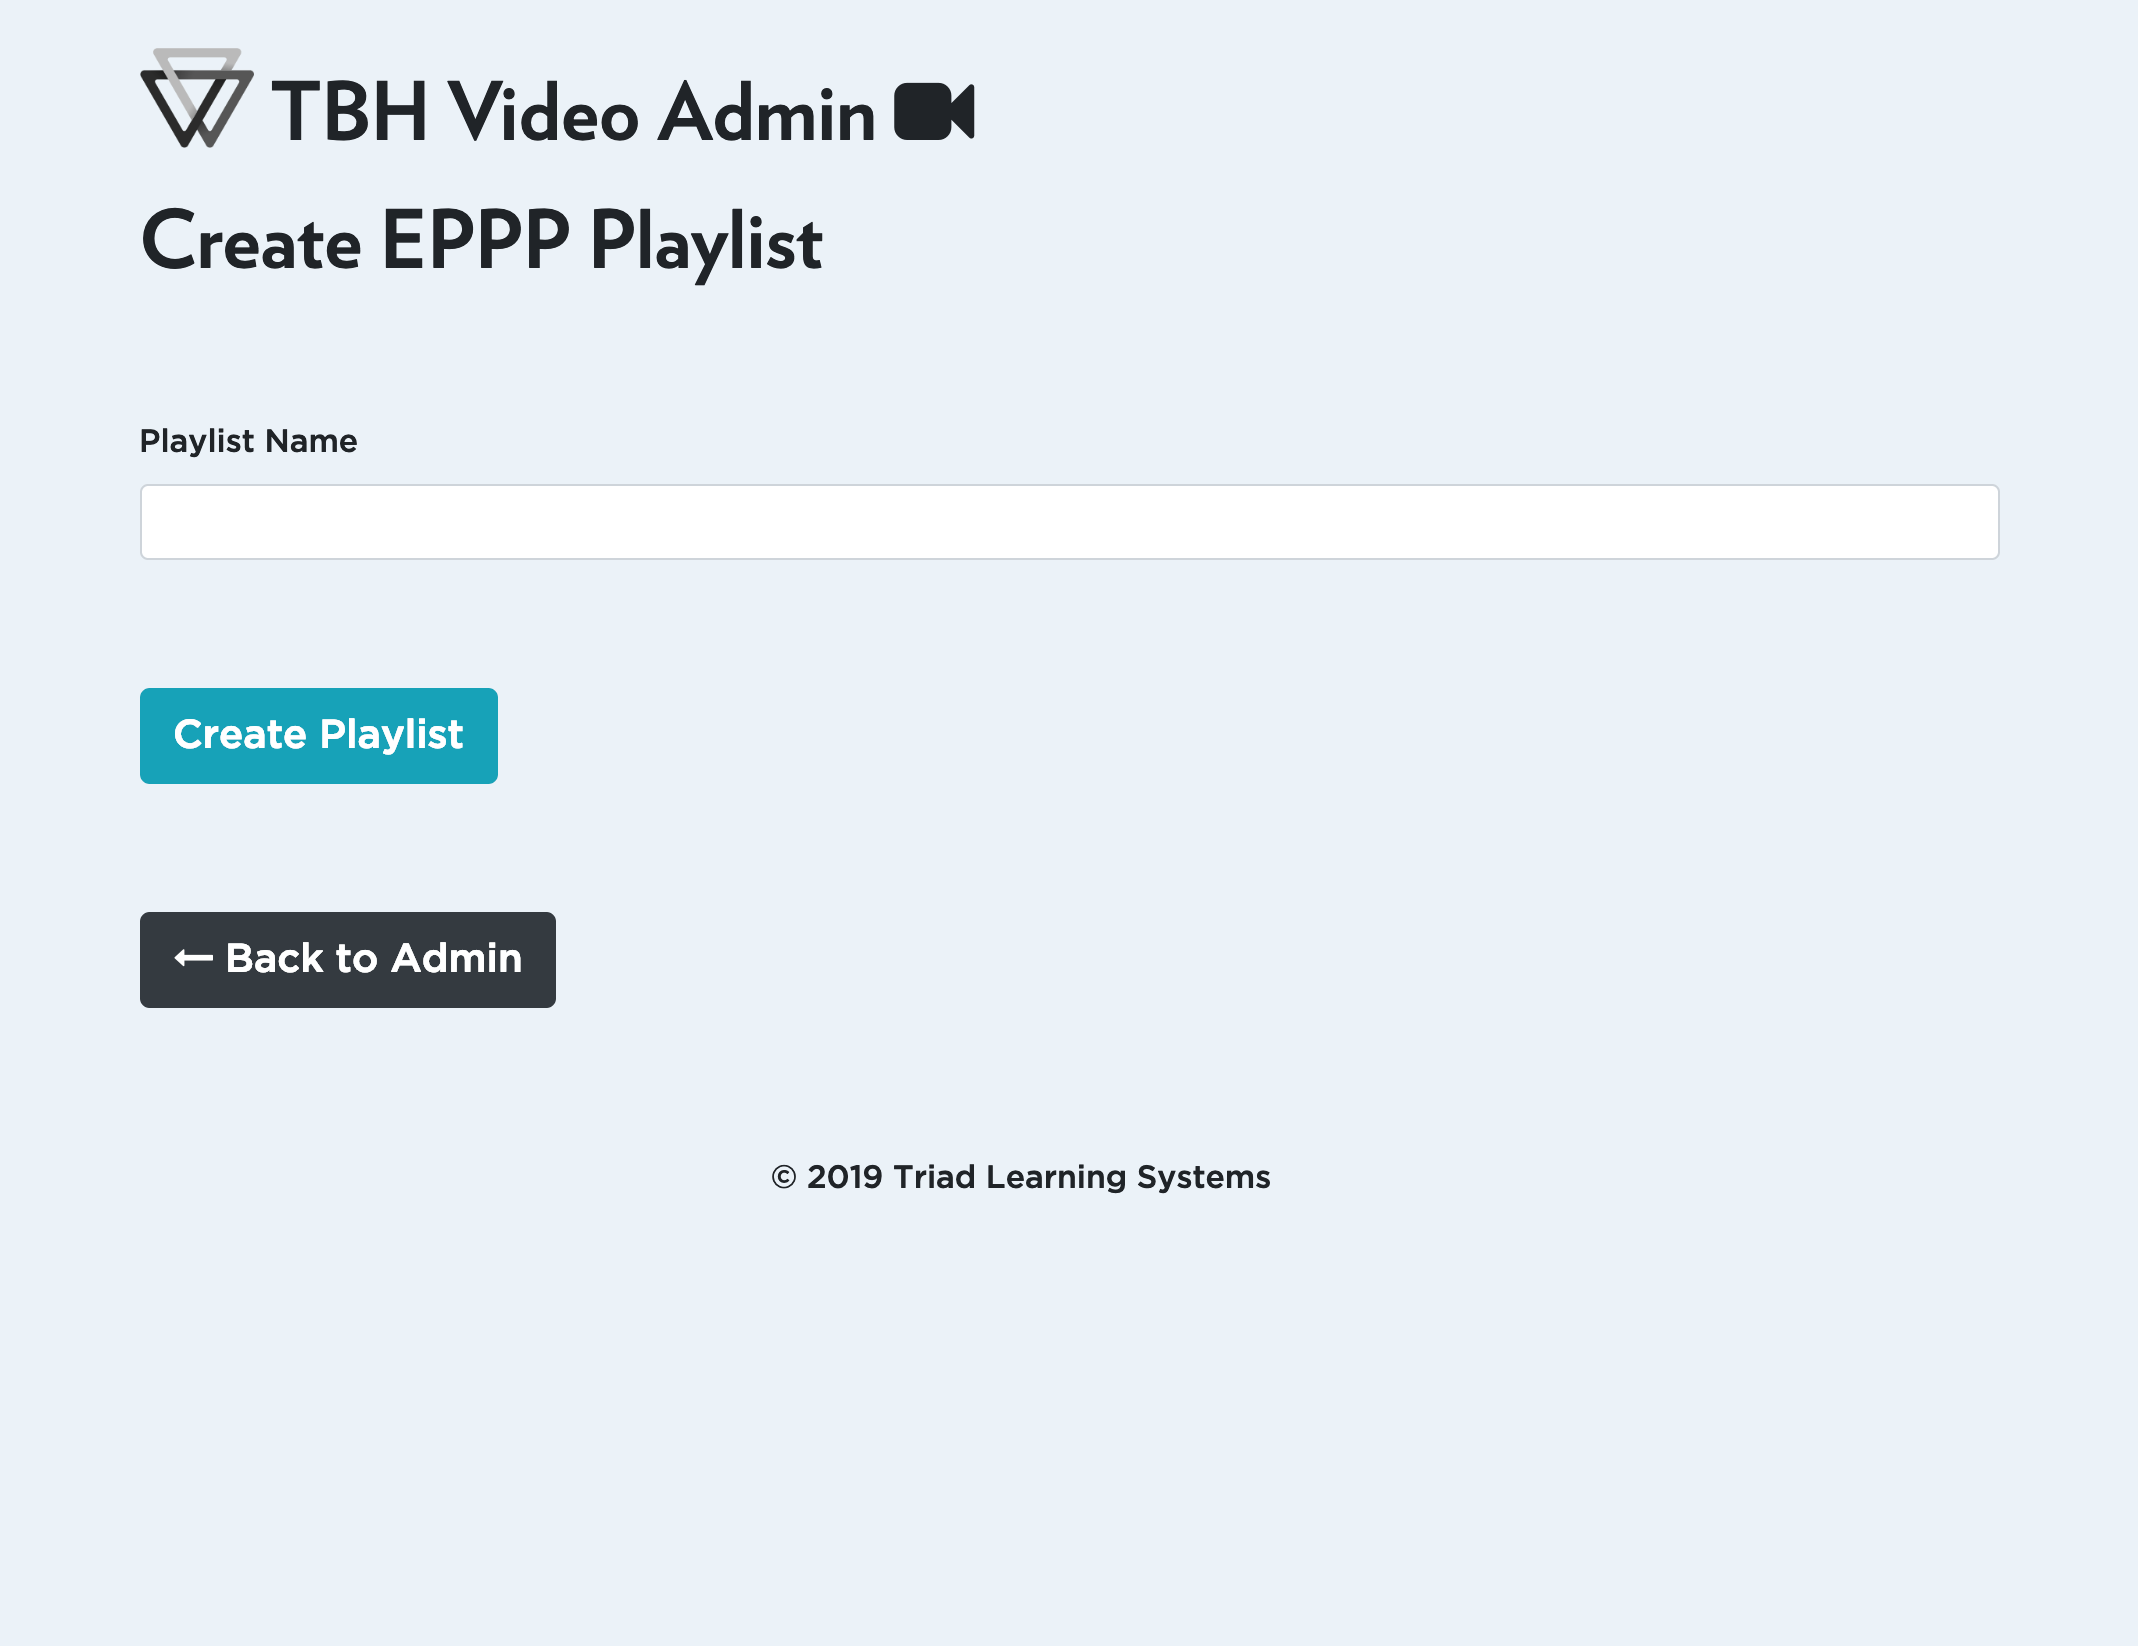 TBH Video Admin
Create EPPP Playlist
Playlist Name
Create Playlist
Back to Admin
© 2019 Triad Learning Systems